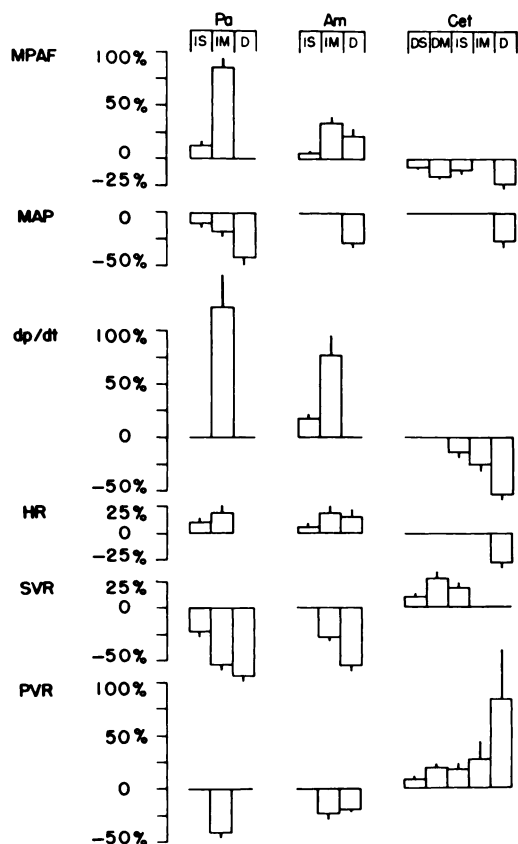 Pa Am Cet
IS IM D IS IM D DS DM IS IM D
MPAF 100%
50%
0
-25%
MAP 0
-50%
dp/dt 100%
50%
0
-50%
HR 25%
0
-25%
SVR 25%
0
-50%
PVR 100%
50%
0
-50%